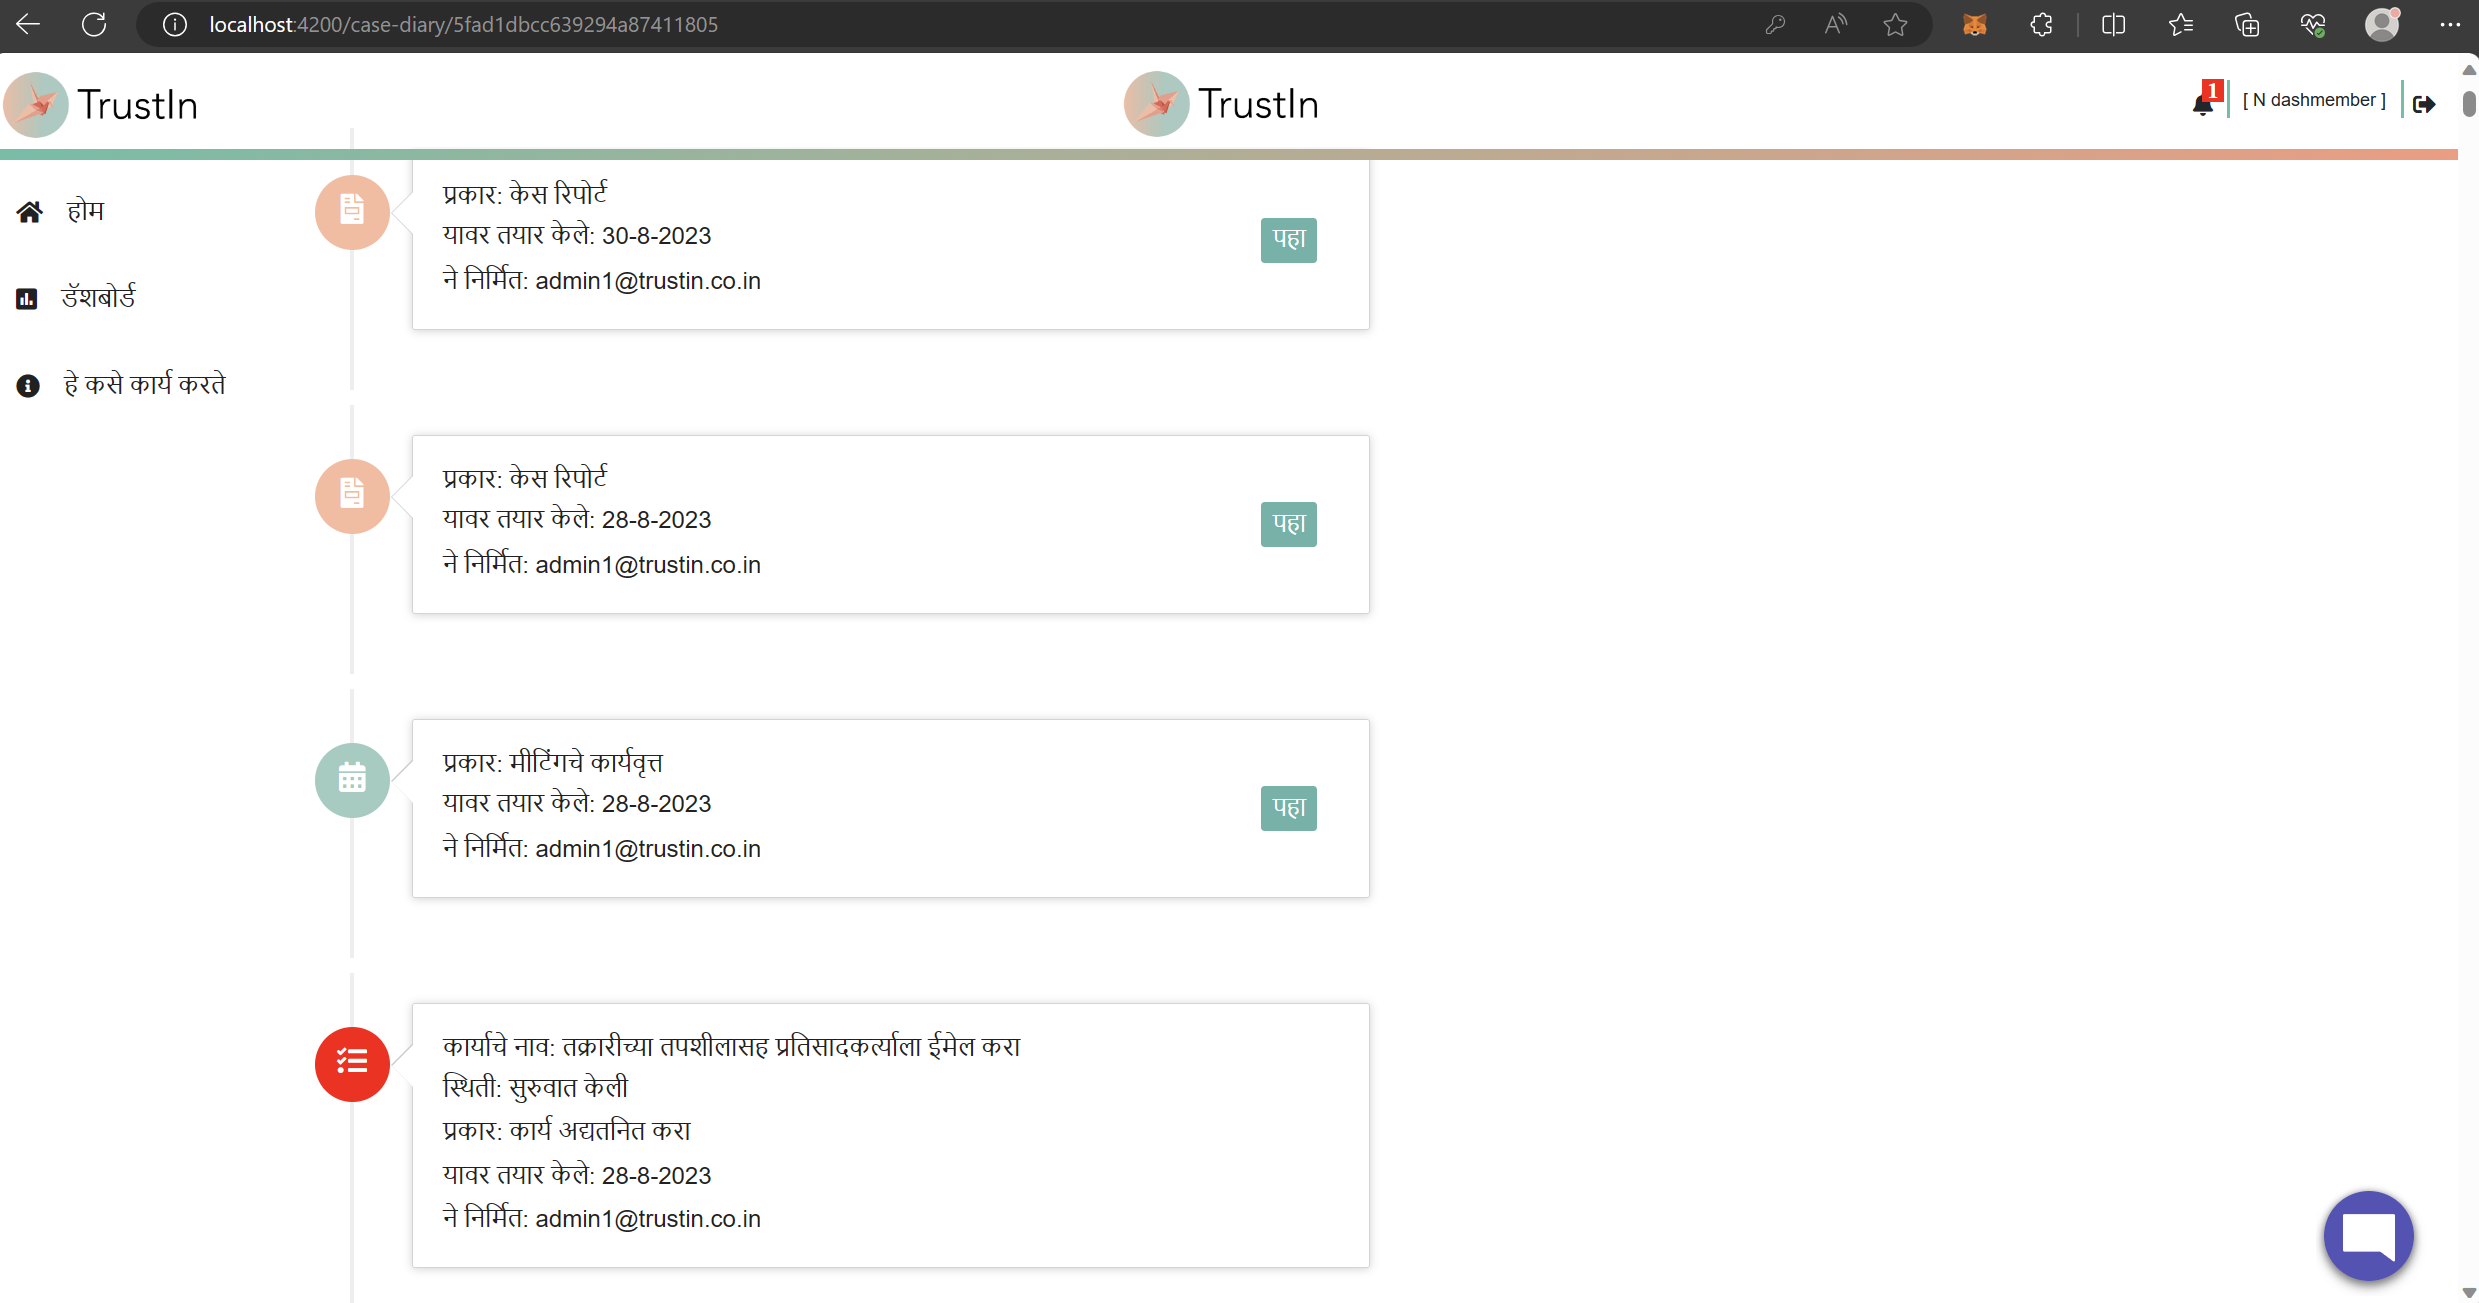 localhost:4200/case-diary/5fad1dbcc639294a87411805
TrustIn
TrustIn
1
[ N dashmember ]
होम
डॅशबोर्ड
हे कसे कार्य करते
प्रकार: केस रिपोर्ट
यावर तयार केले: 30-8-2023
ने निर्मित: admin1@trustin.co.in
पहा
प्रकार: केस रिपोर्ट
यावर तयार केले: 28-8-2023
ने निर्मित: admin1@trustin.co.in
पहा
प्रकार: मीटिंगचे कार्यवृत्त
यावर तयार केले: 28-8-2023
ने निर्मित: admin1@trustin.co.in
पहा
कार्याचे नाव: तक्रारीच्या तपशीलासह प्रतिसादकर्त्याला ईमेल करा
स्थिती: सुरुवात केली
प्रकार: कार्य अद्यतनित करा
यावर तयार केले: 28-8-2023
ने निर्मित: admin1@trustin.co.in